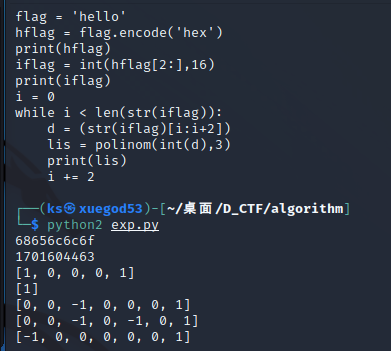 flag = 'hello'
hflag = flag.encode('hex')
print(hflag)
iflag = int(hflag[2:],16)
print(iflag)
i = 0
while i < len(str(iflag)):
    d = (str(iflag)[i:i+2])
    lis = polinom(int(d),3)
    print(lis)
    i += 2
┌──(ks㉿xuegod53)-[~/桌面/D_CTF/algorithm]
└─$ python2 exp.py
68656c6c6f
1701604463
[1, 0, 0, 0, 1]
[1]
[0, 0, -1, 0, 0, 0, 1]
[0, 0, -1, 0, -1, 0, 1]
[-1, 0, 0, 0, 0, 0, 1]